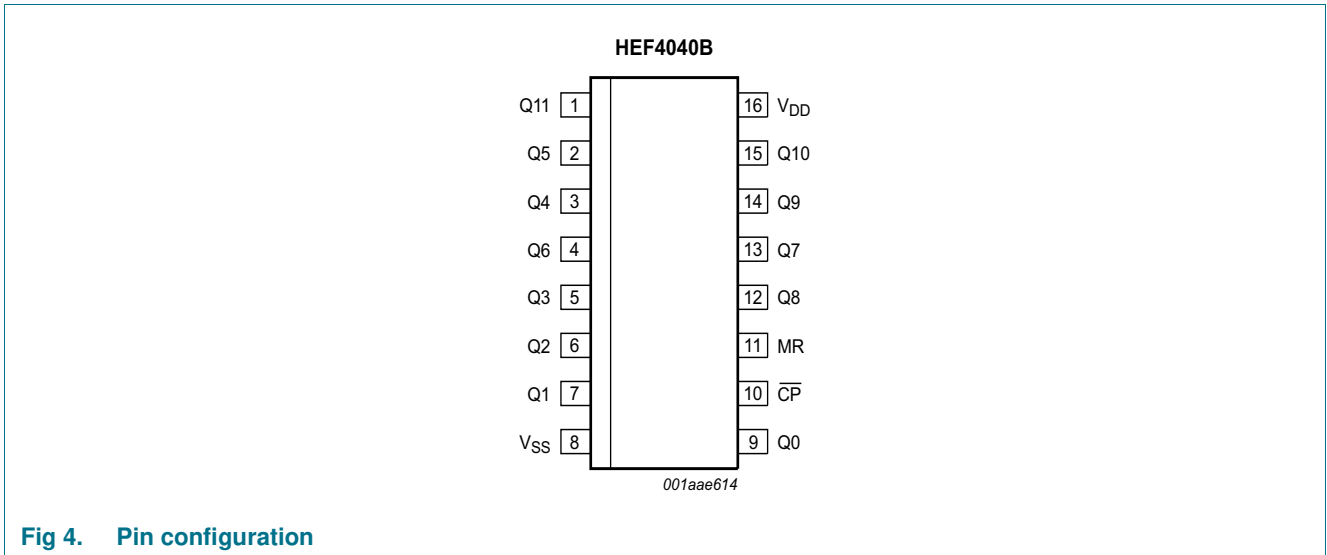 HEF4040B
Q11 1 16 VDD
Q5 2 15 Q10
Q4 3 14 Q9
Q6 4 13 Q7
Q3 5 12 Q8
Q2 6 11 MR
Q1 7 10 C̅P̅
VSS 8 9 Q0
001aae614
Fig 4. Pin configuration